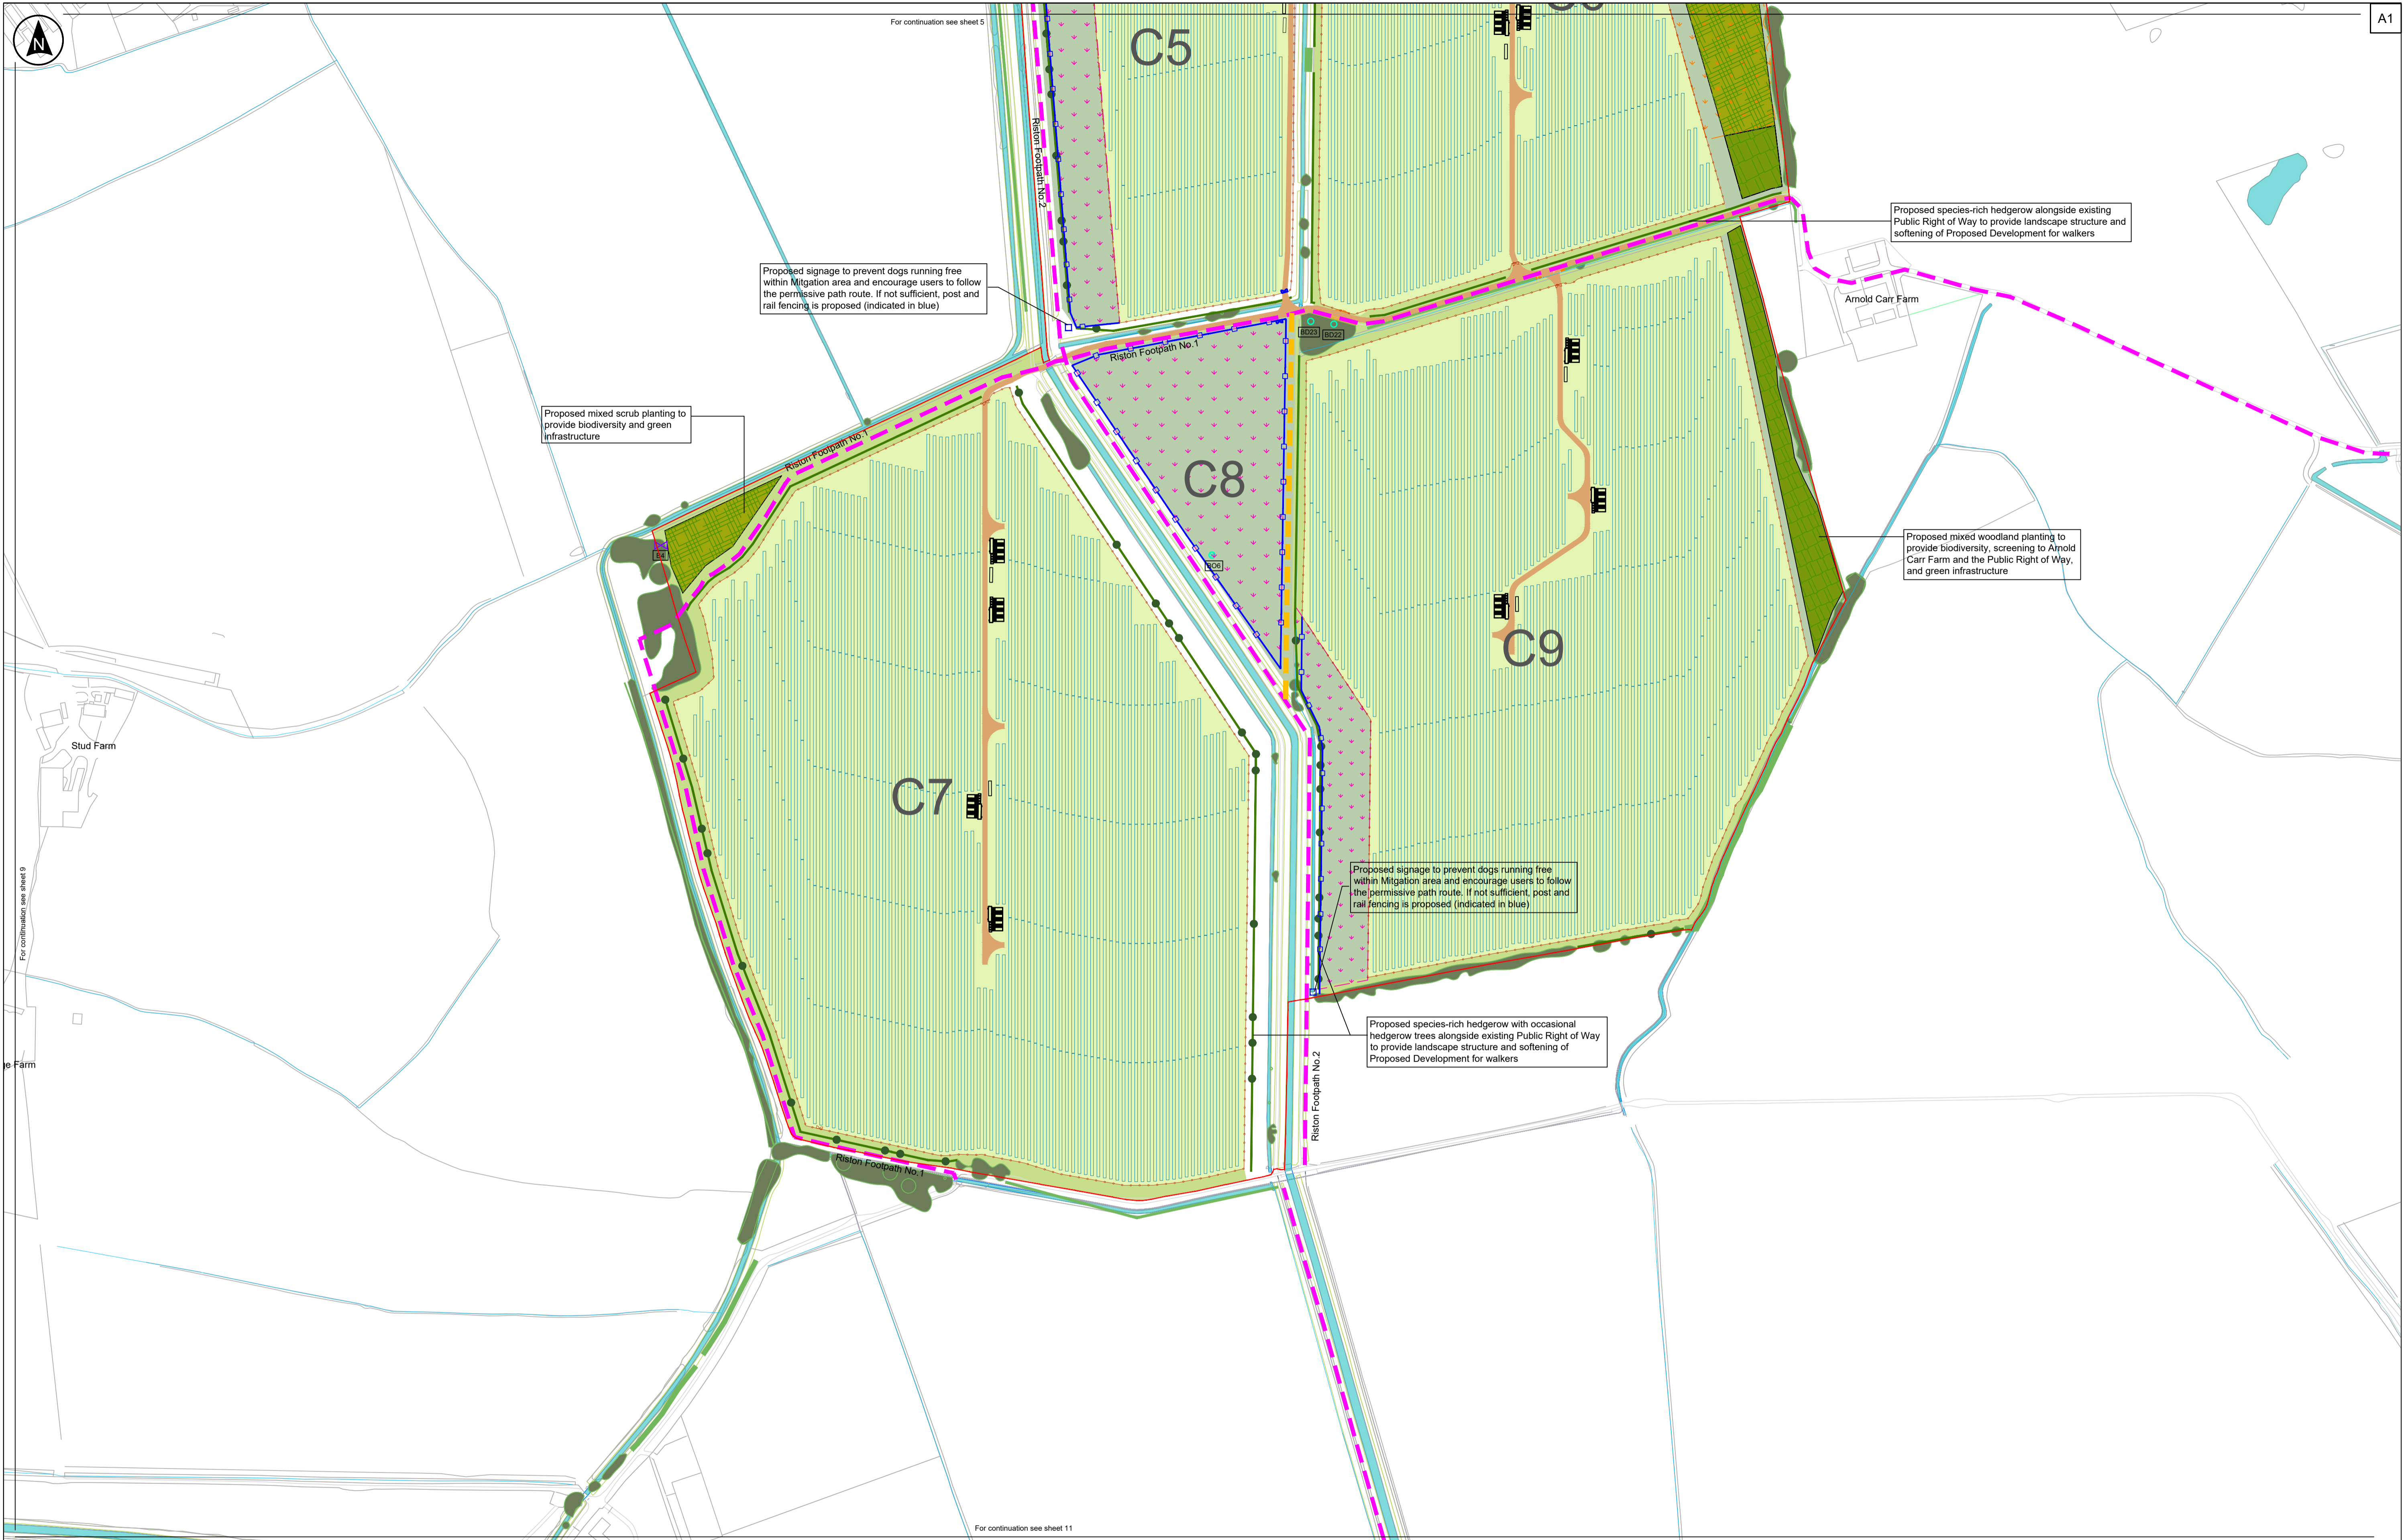 For continuation see sheet 5
A1
N
C5
Riston Footpath No.2
Proposed species-rich hedgerow alongside existing
Public Right of Way to provide landscape structure and
softening of Proposed Development for walkers
Proposed signage to prevent dogs running free
within Mitgation area and encourage users to follow
the permissive path route. If not sufficient, post and
rail fencing is proposed (indicated in blue)
Arnold Carr Farm
BD23
BD22
Riston Footpath No.1
Proposed mixed scrub planting to
provide biodiversity and green
infrastructure
Riston Footpath No.1
C8
Proposed mixed woodland planting to
provide biodiversity, screening to Arnold
Carr Farm and the Public Right of Way,
and green infrastructure
C9
Stud Farm
C7
For continuation see sheet 9
Proposed signage to prevent dogs running free
within Mitgation area and encourage users to follow
the permissive path route. If not sufficient, post and
rail fencing is proposed (indicated in blue)
Proposed species-rich hedgerow with occasional
hedgerow trees alongside existing Public Right of Way
to provide landscape structure and softening of
Proposed Development for walkers
Riston Footpath No.2
ge Farm
Riston Footpath No.1
For continuation see sheet 11